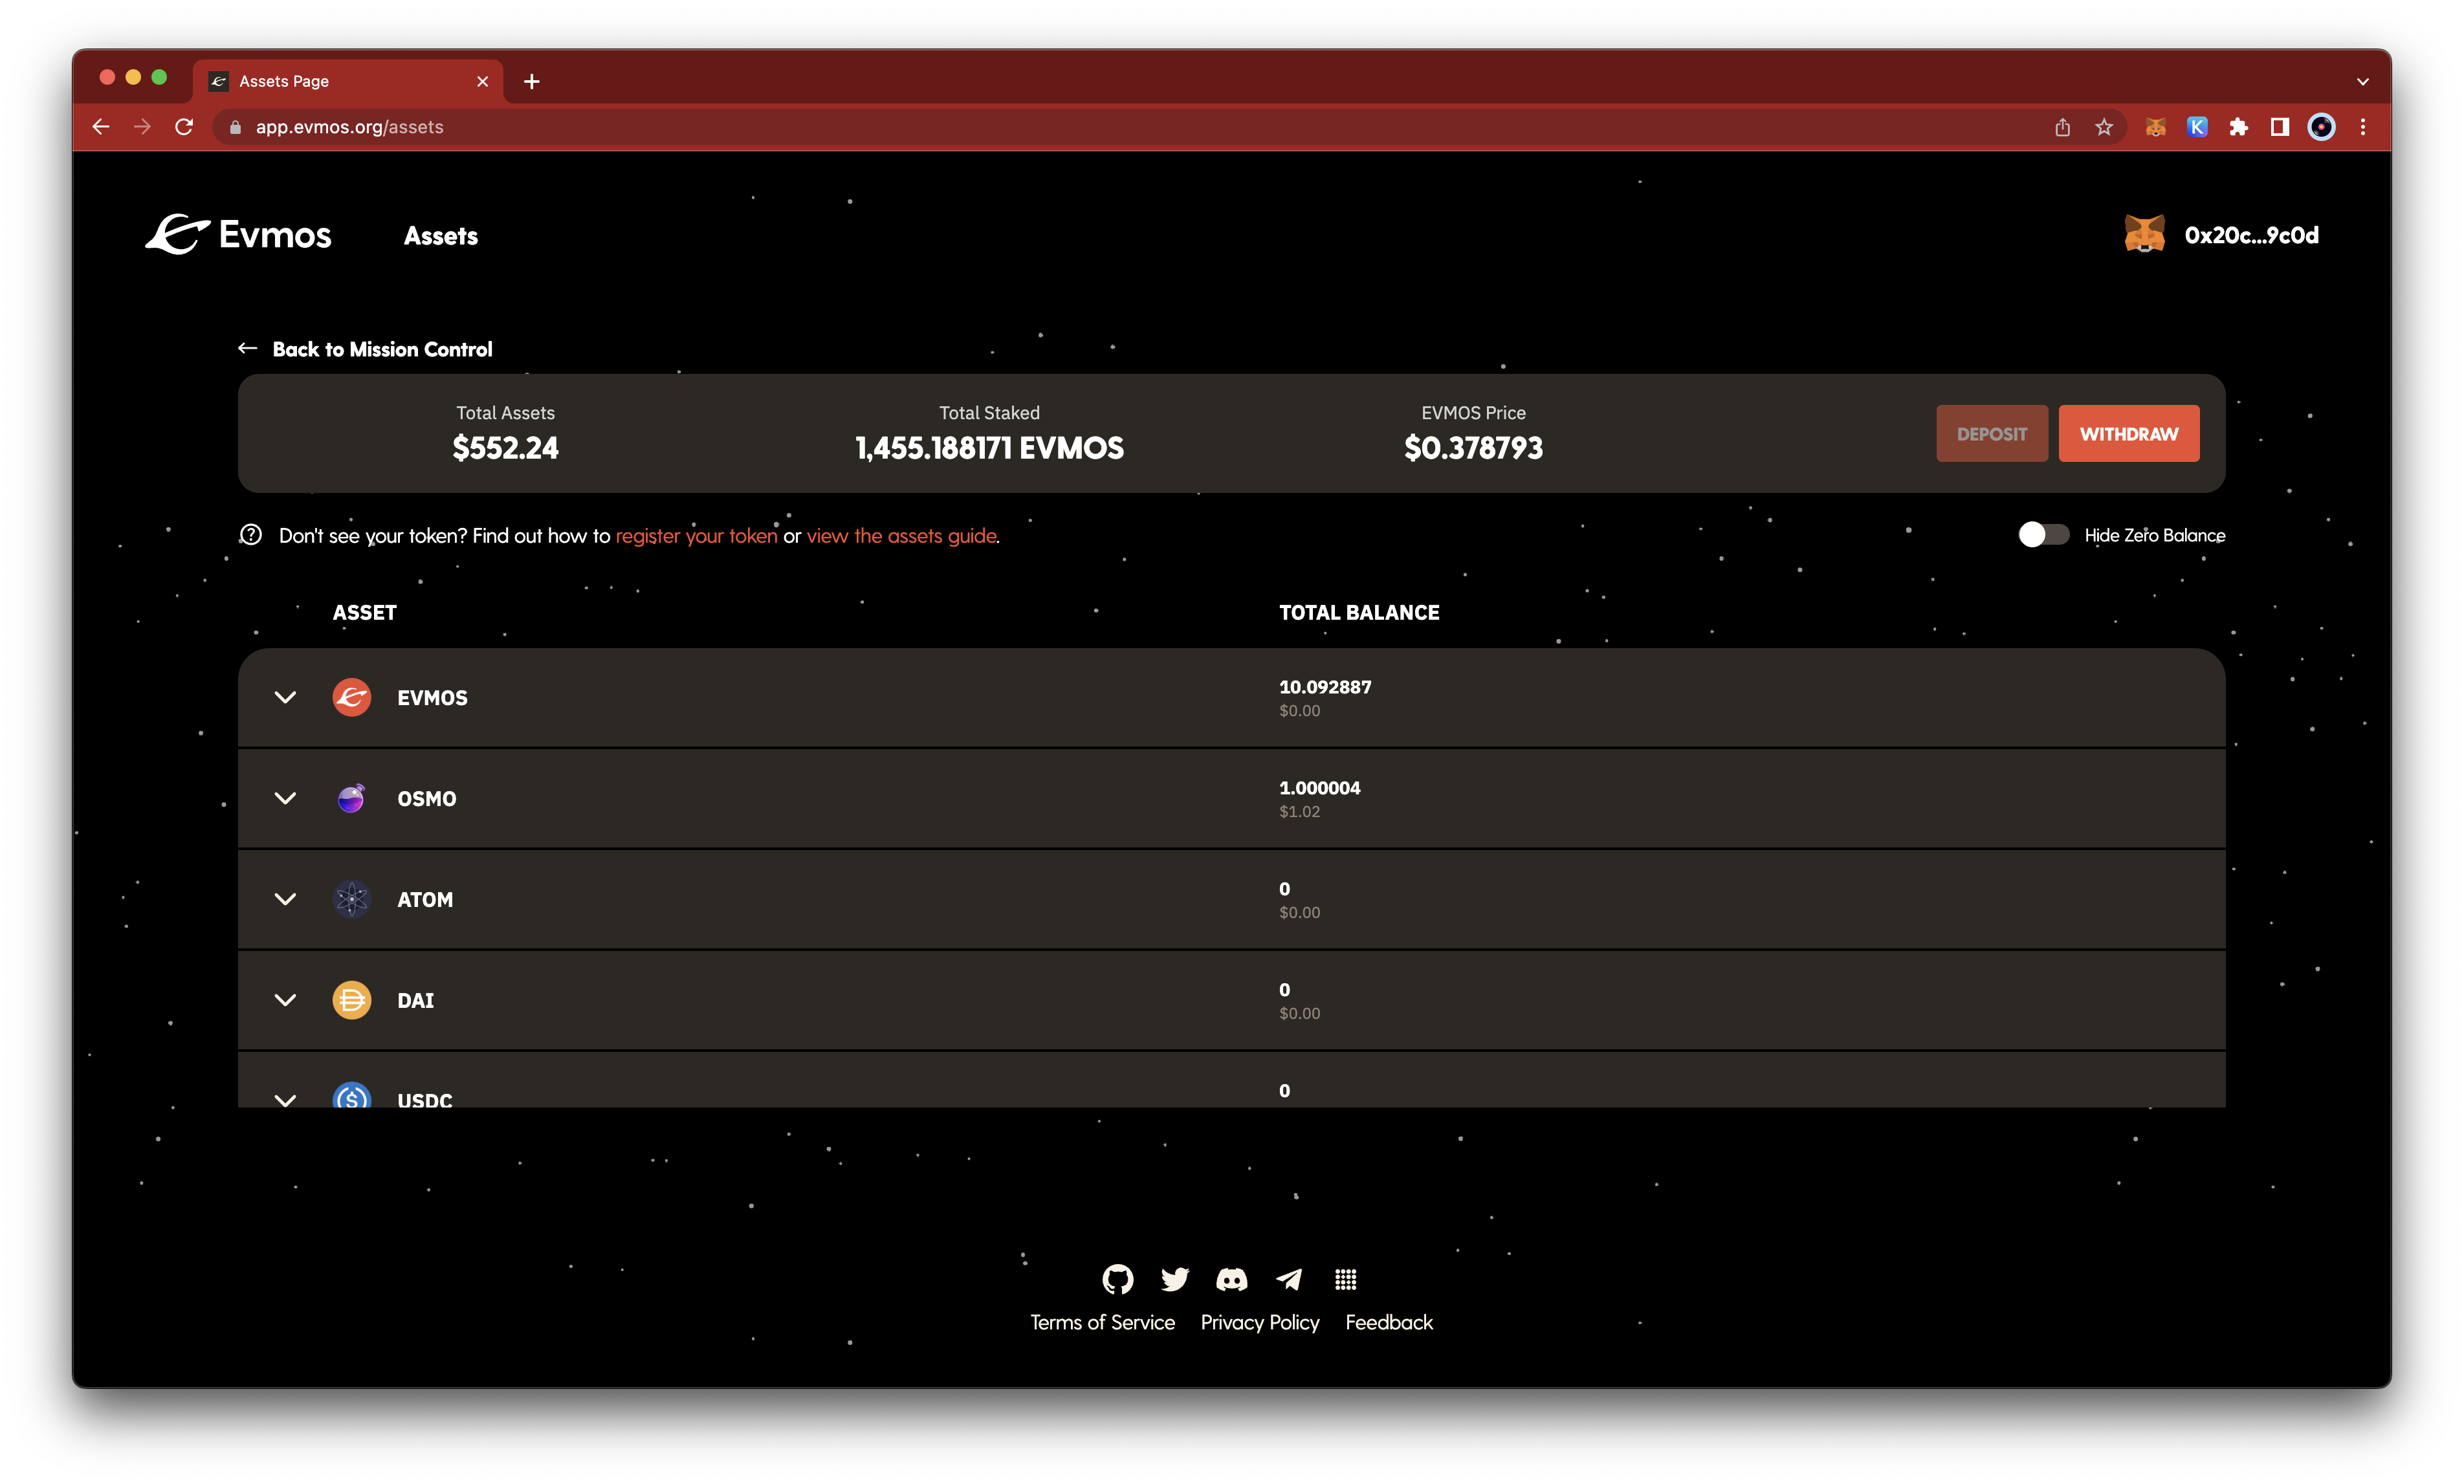 Assets Page
app.evmos.org/assets
Evmos
Assets
0x20c...9c0d
Back to Mission Control
Total Assets
$552.24
Total Staked
1,455.188171 EVMOS
EVMOS Price
$0.378793
DEPOSIT
WITHDRAW
Don't see your token? Find out how to register your token or view the assets guide.
Hide Zero Balance
ASSET
TOTAL BALANCE
EVMOS
10.092887
$0.00
OSMO
1.000004
$1.02
ATOM
0
$0.00
DAI
0
$0.00
USDC
0
Terms of Service
Privacy Policy
Feedback